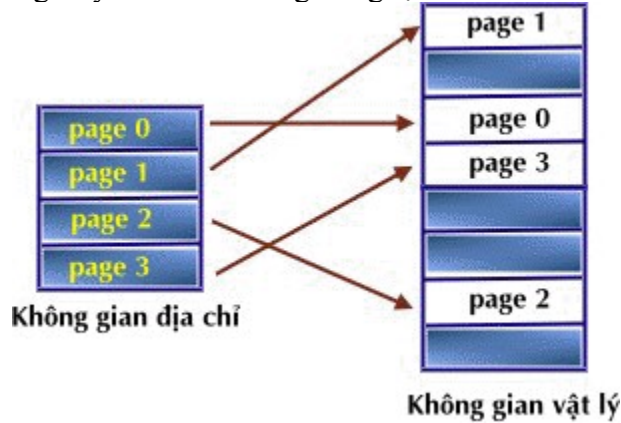 page 0
page 1
page 2
page 3
Không gian địa chỉ
page 1
page 0
page 3
page 2
Không gian vật lý